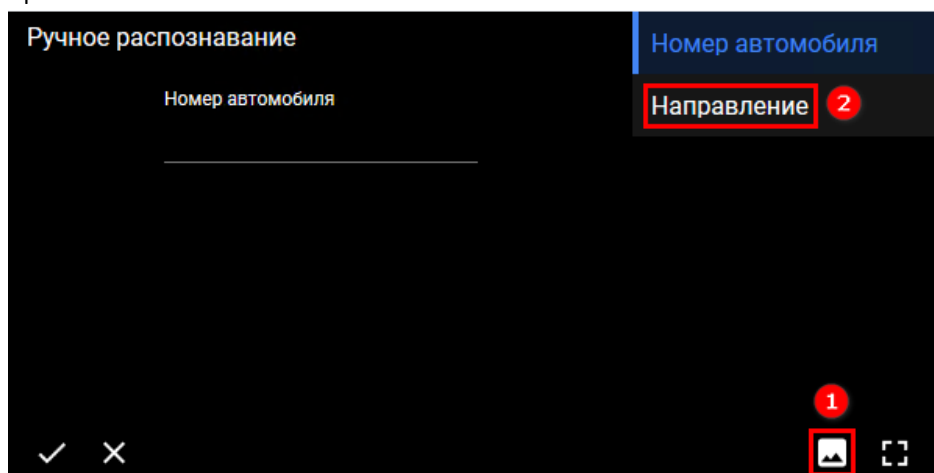 Ручное распознавание
Номер автомобиля
Номер автомобиля
Направление 2
1